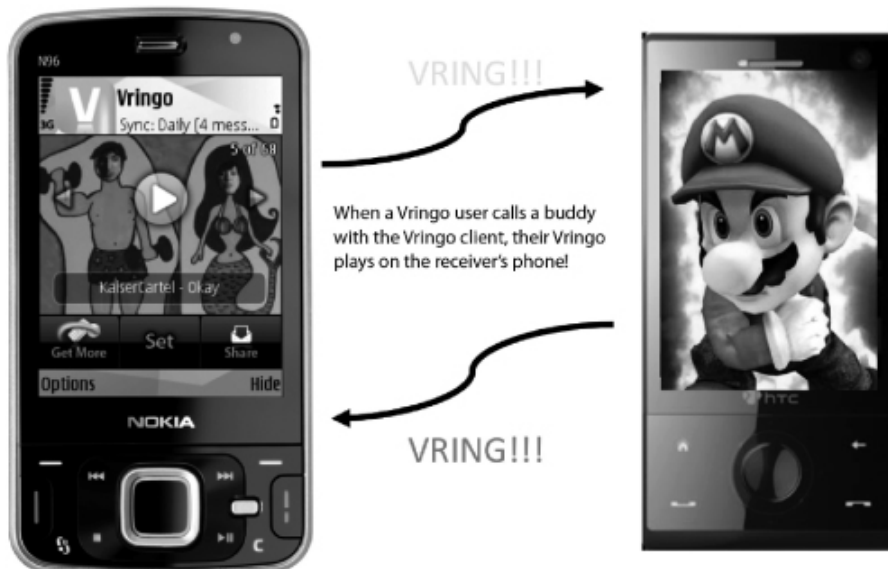 N96
VRING!!!
Vringo
3G
Sync: Daily (4 mess...
5 of 58
When a Vringo user calls a buddy
with the Vringo client, their Vringo
plays on the receiver's phone!
KaiserCartel - Okay
Get More
Set
Share
Options
Hide
hTC
NOKIA
VRING!!!
C
M
V